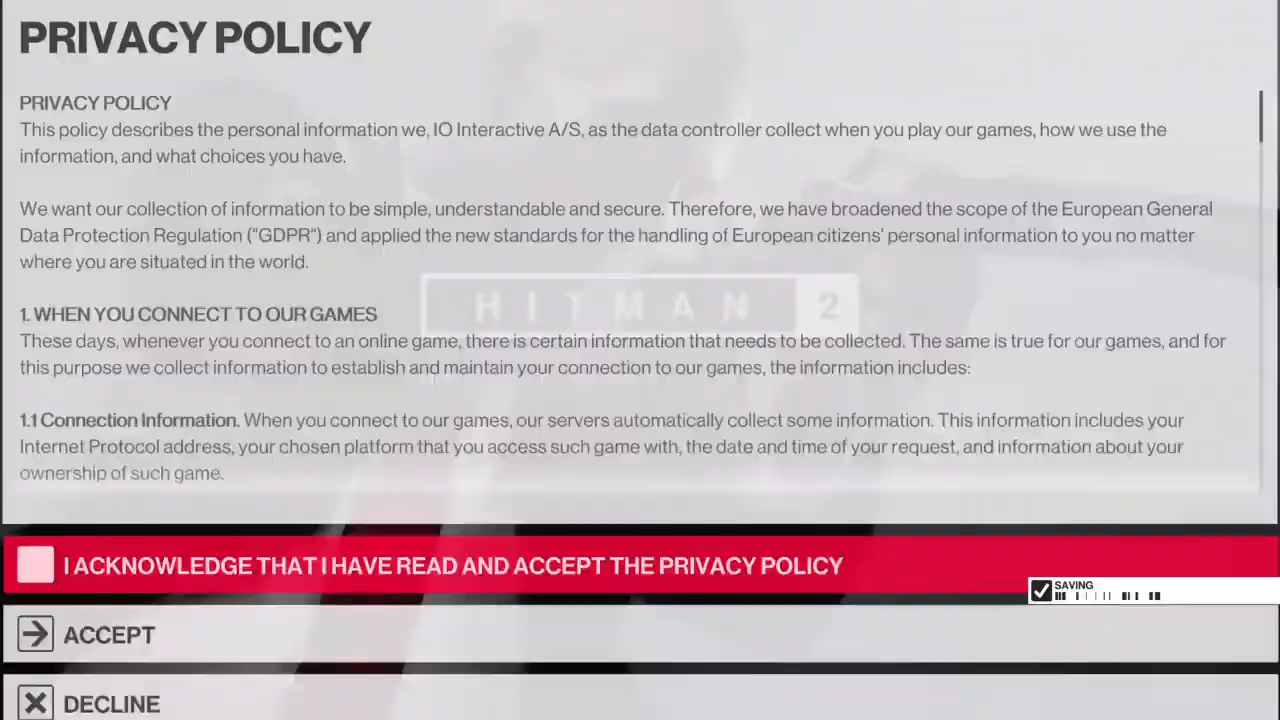 PRIVACY POLICY
PRIVACY POLICY
This policy describes the personal information we, IO Interactive A/S, as the data controller collect when you play our games, how we use the
information, and what choices you have.
We want our collection of information to be simple, understandable and secure. Therefore, we have broadened the scope of the European General
Data Protection Regulation ("GDPR") and applied the new standards for the handling of European citizens' personal information to you no matter
where you are situated in the world.
HITMAN 2
1. WHEN YOU CONNECT TO OUR GAMES
These days, whenever you connect to an online game, there is certain information that needs to be collected. The same is true for our games, and for
this purpose we collect information to establish and maintain your connection to our games, the information includes:
1.1 Connection Information. When you connect to our games, our servers automatically collect some information. This information includes your
Internet Protocol address, your chosen platform that you access such game with, the date and time of your request, and information about your
ownership of such game.
I ACKNOWLEDGE THAT I HAVE READ AND ACCEPT THE PRIVACY POLICY
SAVING
ACCEPT
DECLINE